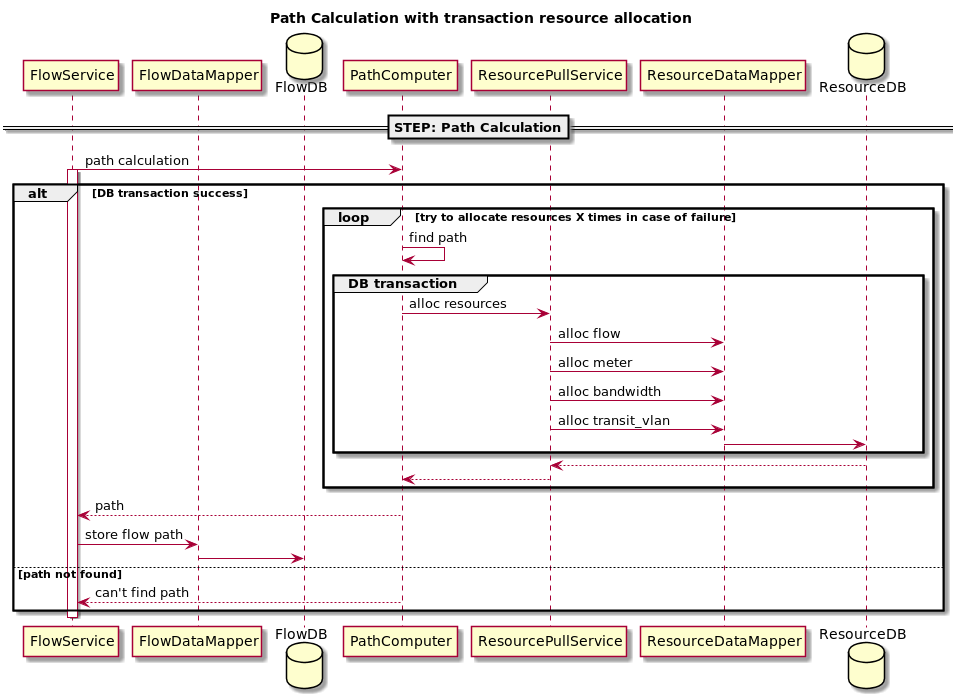 Path Calculation with transaction resource allocation
FlowService
FlowDataMapper
FlowDB
PathComputer
ResourcePullService
ResourceDataMapper
ResourceDB
STEP: Path Calculation
path calculation
alt
[DB transaction success]
loop
[try to allocate resources X times in case of failure]
find path
DB transaction
alloc resources
alloc flow
alloc meter
alloc bandwidth
alloc transit_vlan
path
store flow path
[path not found]
can't find path
FlowService
FlowDataMapper
FlowDB
PathComputer
ResourcePullService
ResourceDataMapper
ResourceDB